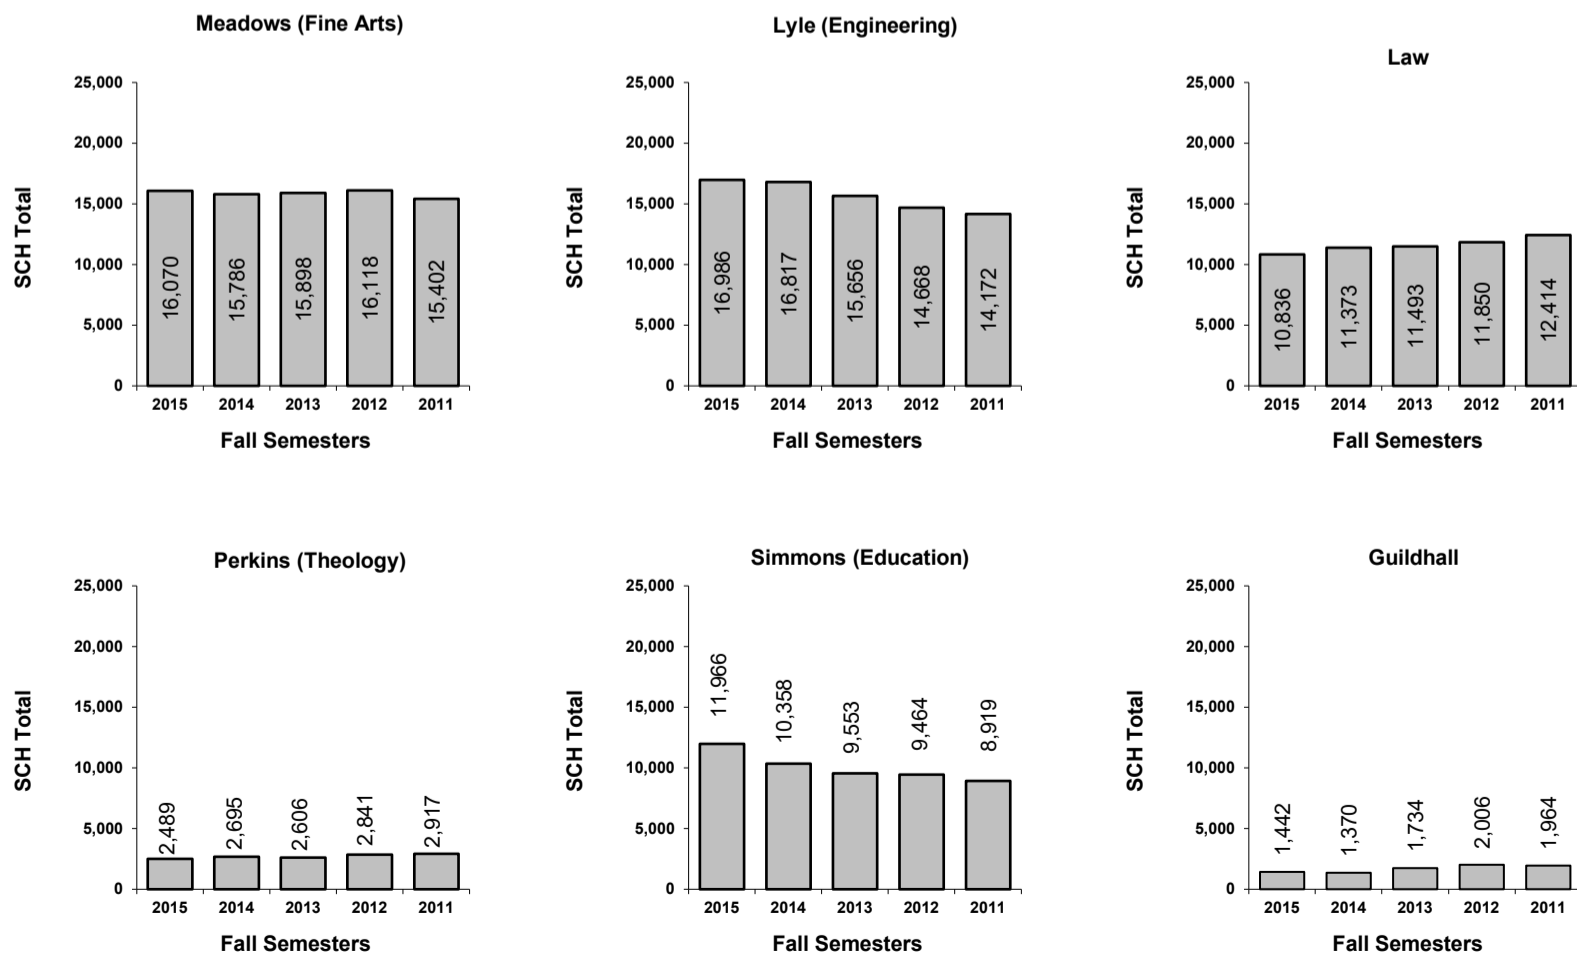 Meadows (Fine Arts)
SCH Total
25,000
20,000
15,000
10,000
5,000
0
16,070
15,786
15,898
16,118
15,402
2015 2014 2013 2012 2011
Fall Semesters
Lyle (Engineering)
SCH Total
25,000
20,000
15,000
10,000
5,000
0
16,986
16,817
15,656
14,668
14,172
2015 2014 2013 2012 2011
Fall Semesters
Law
SCH Total
25,000
20,000
15,000
10,000
5,000
0
10,836
11,373
11,493
11,850
12,414
2015 2014 2013 2012 2011
Fall Semesters
Perkins (Theology)
SCH Total
25,000
20,000
15,000
10,000
5,000
0
2,489
2,695
2,606
2,841
2,917
2015 2014 2013 2012 2011
Fall Semesters
Simmons (Education)
SCH Total
25,000
20,000
15,000
10,000
5,000
0
11,966
10,358
9,553
9,464
8,919
2015 2014 2013 2012 2011
Fall Semesters
Guildhall
SCH Total
25,000
20,000
15,000
10,000
5,000
0
1,442
1,370
1,734
2,006
1,964
2015 2014 2013 2012 2011
Fall Semesters